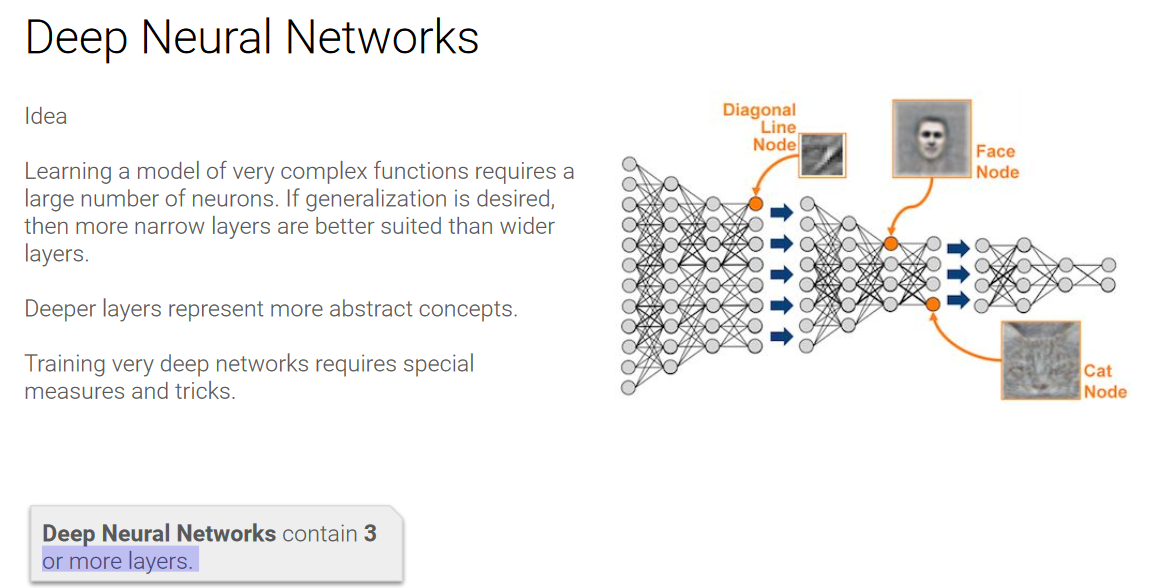 Deep Neural Networks
Idea
Learning a model of very complex functions requires a
large number of neurons. If generalization is desired,
then more narrow layers are better suited than wider
layers.
Deeper layers represent more abstract concepts.
Training very deep networks requires special
measures and tricks.
Diagonal
Line
Node
Face
Node
Cat
Node
Deep Neural Networks contain 3
or more layers.